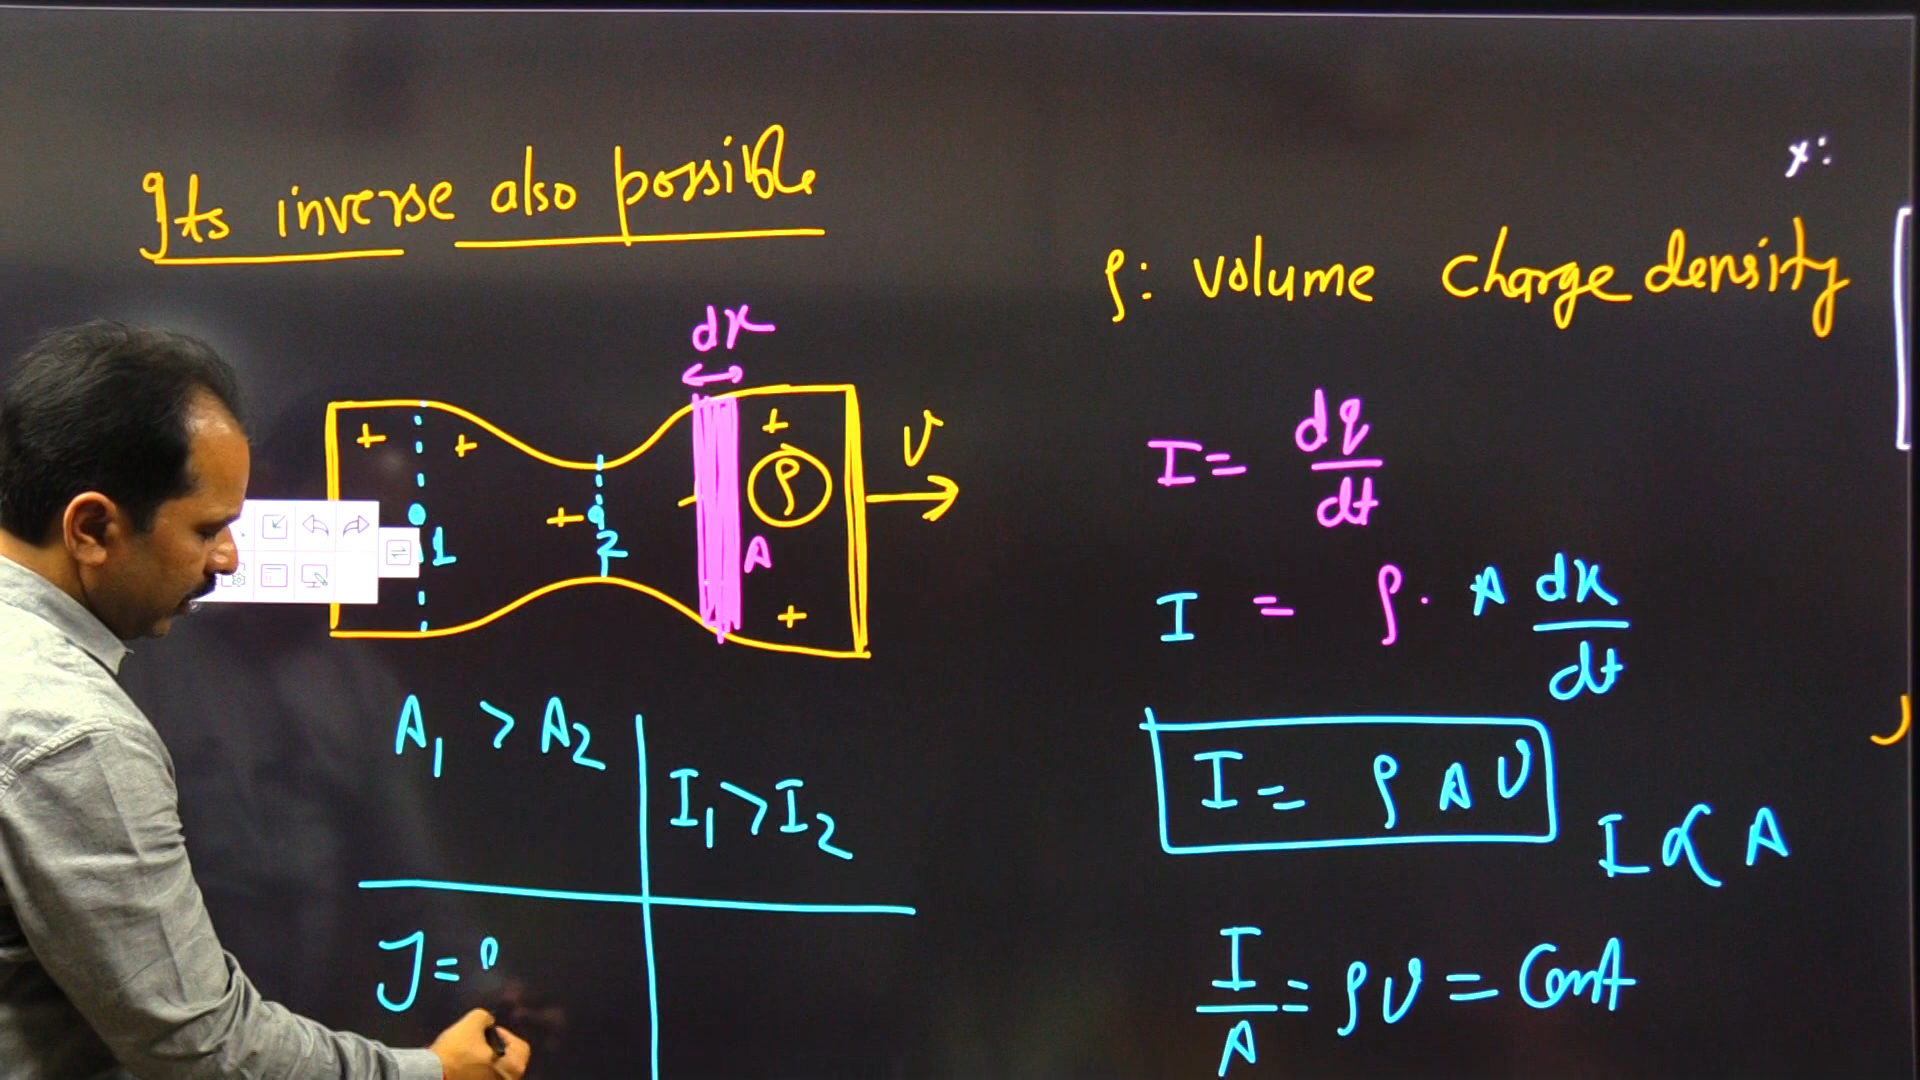 Its inverse also possible
x:
ρ: volume charge density
dx
+ + + + + +
ρ
v
1
2
A
I = dq/dt
I = ρ. A dx/dt
A₁ > A₂
I₁ > I₂
I = ρ A v
I ∝ A
J = ρ
I/A = ρ v = Const